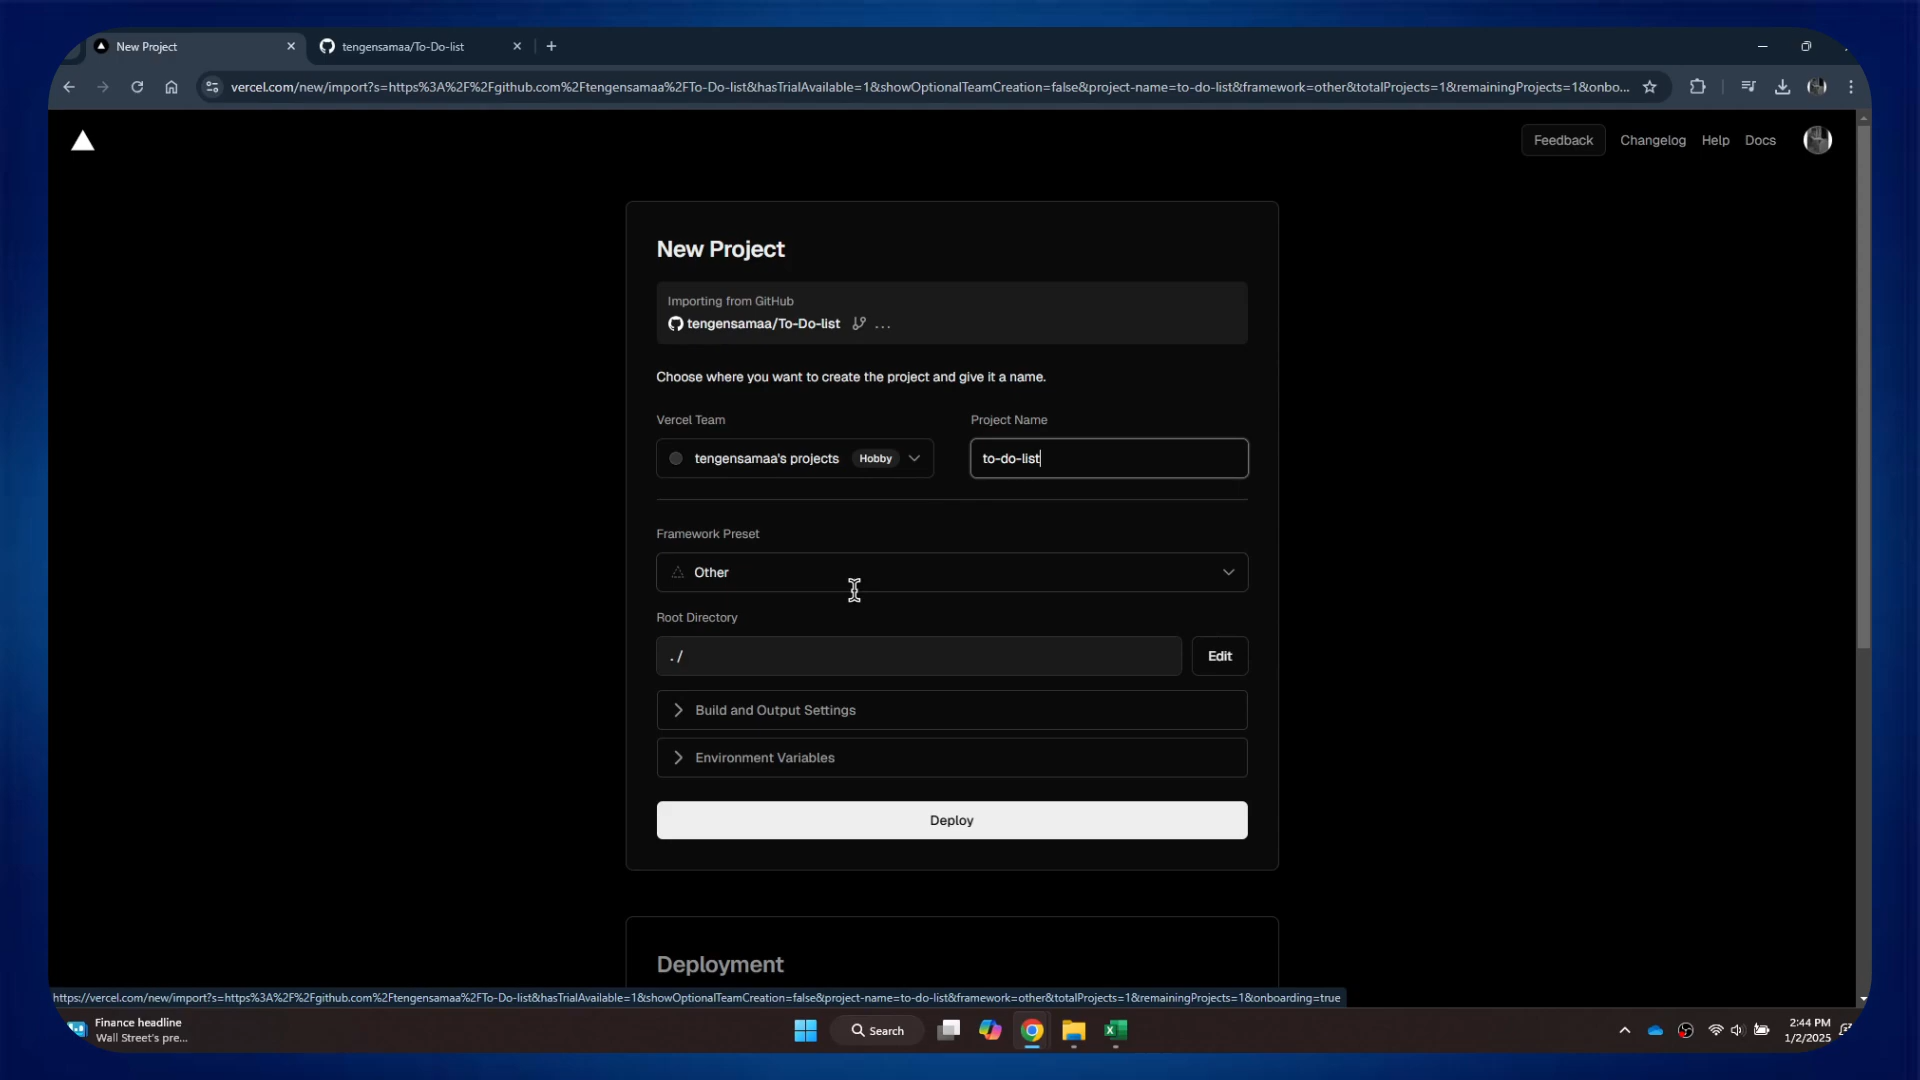 New Project
tengensamaa/To-Do-list
vercel.com/new/import?s=https%3A%2F%2Fgithub.com%2Ftengensamaa%2FTo-Do-list&hasTrialAvailable=1&showOptionalTeamCreation=false&project-name=to-do-list&framework=other&totalProjects=1&remainingProjects=1&onbo...
Feedback Changelog Help Docs
New Project
Importing from GitHub
tengensamaa/To-Do-list ...
Choose where you want to create the project and give it a name.
Vercel Team
Project Name
tengensamaa's projects Hobby
to-do-list
Framework Preset
Other
Root Directory
./
Edit
Build and Output Settings
Environment Variables
Deploy
Deployment
https://vercel.com/new/import?s=https%3A%2F%2Fgithub.com%2Ftengensamaa%2FTo-Do-list&hasTrialAvailable=1&showOptionalTeamCreation=false&project-name=to-do-list&framework=other&totalProjects=1&remainingProjects=1&onboarding=true
Finance headline
Wall Street's pre...
Search
2:44 PM
1/2/2025